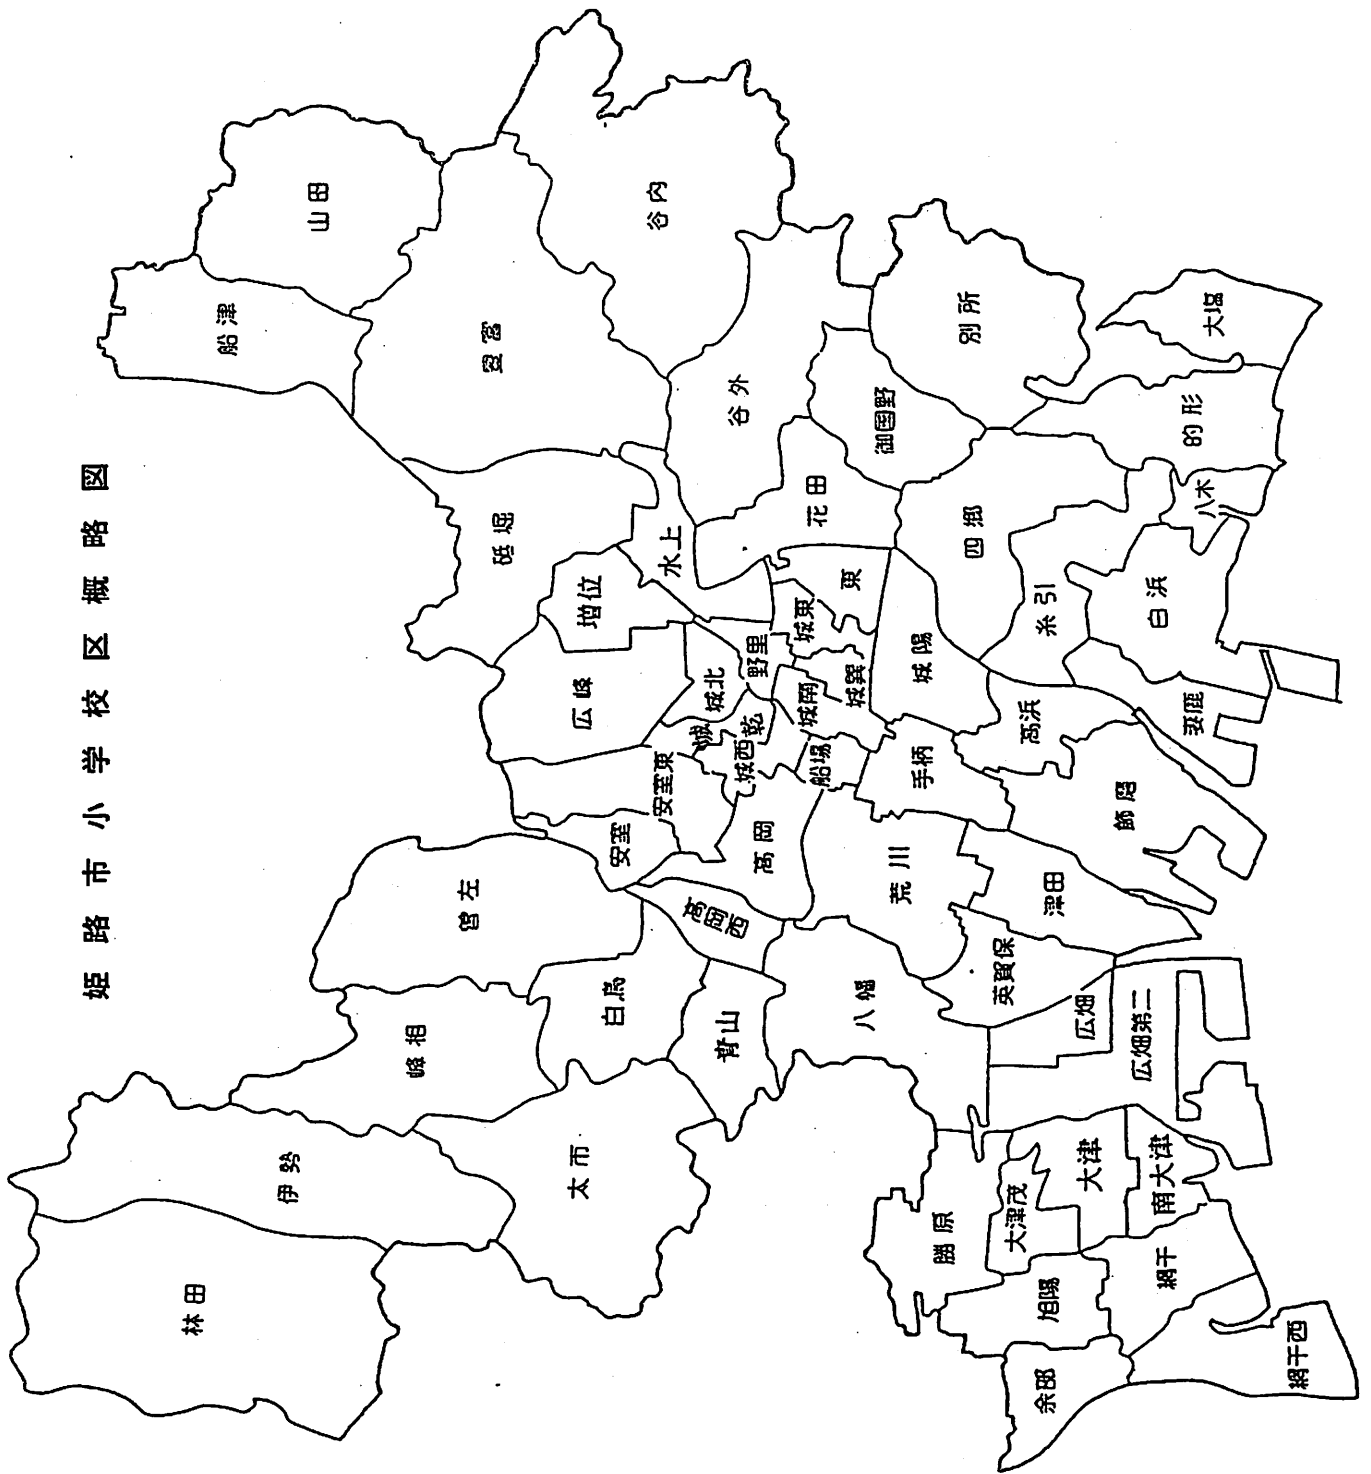 姫路市小学校区概略図
林田
伊勢
峰相
曽左
太市
白鳥
青山
安室
高岡西
安室東
高岡
広峰
増位
砥堀
水上
豊富
船津
山田
谷内
谷外
城北
野里
城西
城乾
城東
東
城南
城巽
船場
花田
御国野
別所
四郷
城陽
手柄
荒川
八幡
英賀保
津田
飾磨
高浜
糸引
白浜
妻鹿
八木
的形
大塩
広畑
広畑第二
大津
南大津
大津茂
勝原
旭陽
余部
網干
網干西